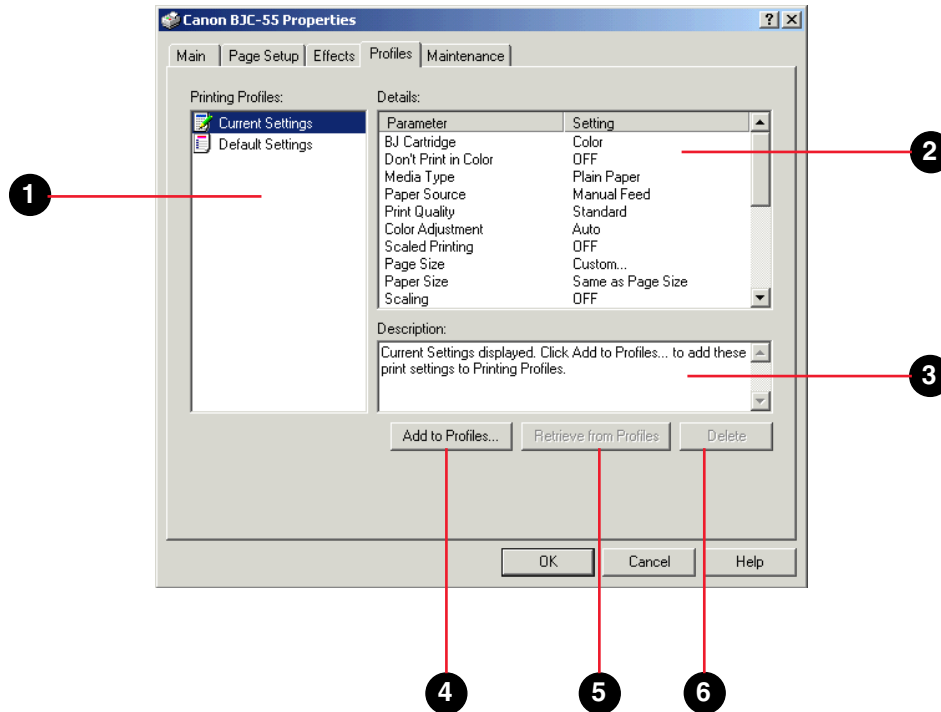 Canon BJC-55 Properties
Main Page Setup Effects Profiles Maintenance
Printing Profiles:
Current Settings
Default Settings
Details:
Parameter Setting
BJ Cartridge Color
Don't Print in Color OFF
Media Type Plain Paper
Paper Source Manual Feed
Print Quality Standard
Color Adjustment Auto
Scaled Printing OFF
Page Size Custom...
Paper Size Same as Page Size
Scaling OFF
Description:
Current Settings displayed. Click Add to Profiles... to add these
print settings to Printing Profiles.
Add to Profiles... Retrieve from Profiles Delete
OK Cancel Help
1
2
3
4 5 6